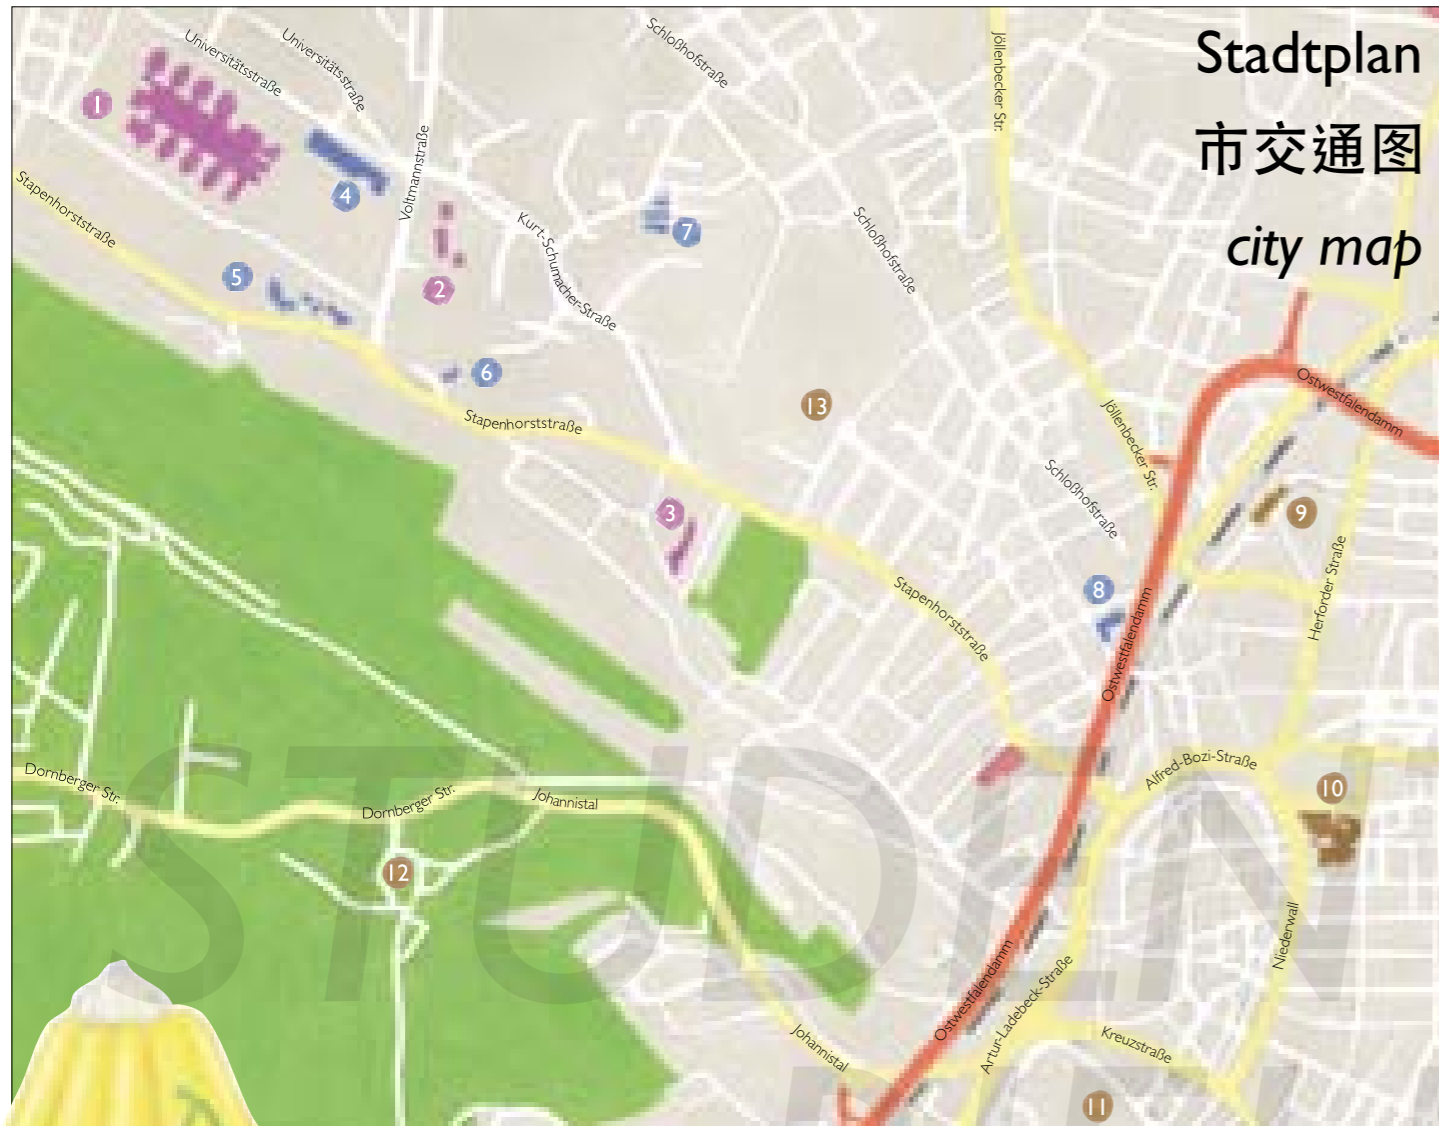 Stadtplan
市交通图
city map
Universitätsstraße
Universitätsstraße
Schloßhofstraße
Jöllenbecker Str.
1
4
Voltmannstraße
Stapenhorststraße
Kurt-Schumacher-Straße
7
Schloßhofstraße
5
2
6
Stapenhorststraße
13
Ostwestfalendamm
Jöllenbecker Str.
Schloßhofstraße
3
9
Herforder Straße
8
Stapenhorststraße
Ostwestfalendamm
Alfred-Bozi-Straße
10
Dornberger Str.
Dornberger Str.
Johannistal
12
STUDEN
Niederwall
Ostwestfalendamm
Artur-Ladebeck-Straße
Johannistal
Kreuzstraße
11